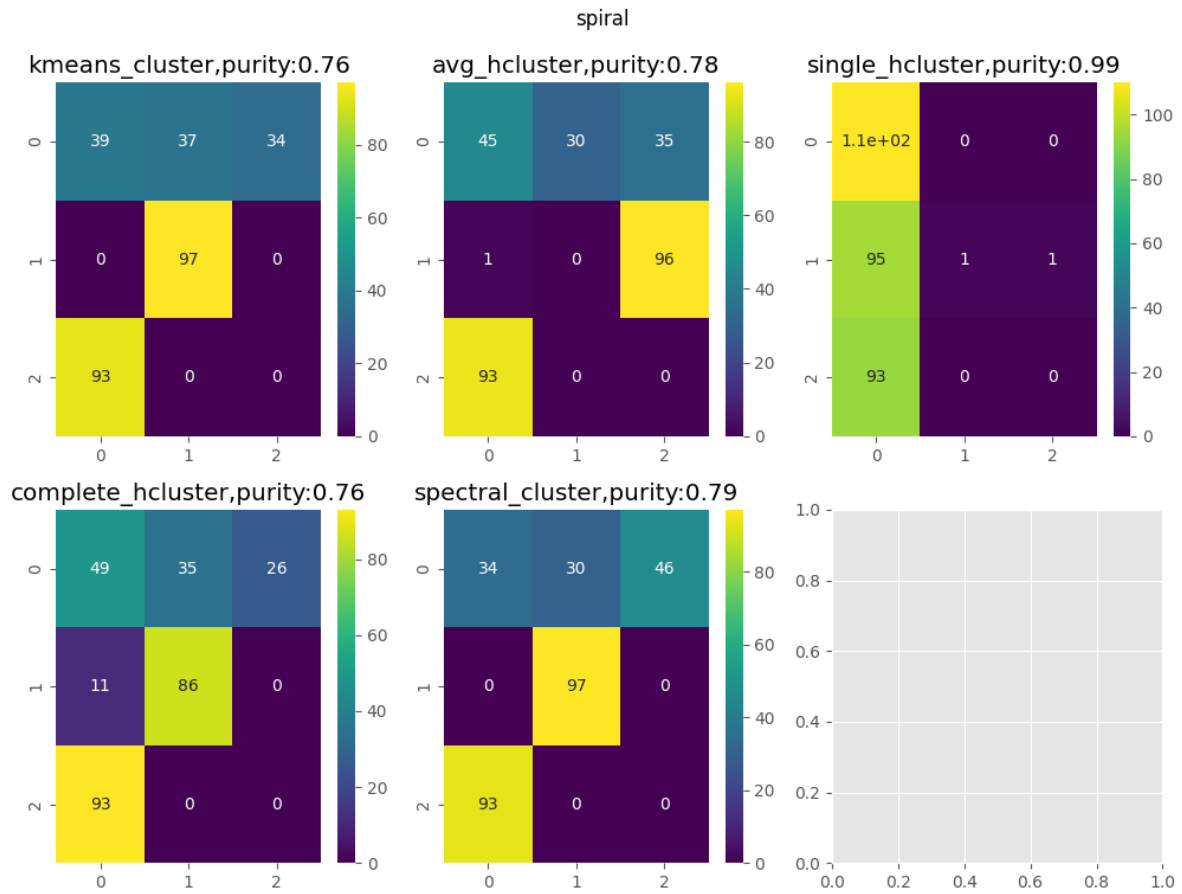 spiral
kmeans_cluster,purity:0.76
0 39 37 34
1 0 97 0
2 93 0 0
0 1 2
80
60
40
20
0
avg_hcluster,purity:0.78
0 45 30 35
1 1 0 96
2 93 0 0
0 1 2
80
60
40
20
0
single_hcluster,purity:0.99
0 1.1e+02 0 0
1 95 1 1
2 93 0 0
0 1 2
100
80
60
40
20
0
complete_hcluster,purity:0.76
0 49 35 26
1 11 86 0
2 93 0 0
0 1 2
80
60
40
20
0
spectral_cluster,purity:0.79
0 34 30 46
1 0 97 0
2 93 0 0
0 1 2
80
60
40
20
0
1.0
0.8
0.6
0.4
0.2
0.0
0.0 0.2 0.4 0.6 0.8 1.0